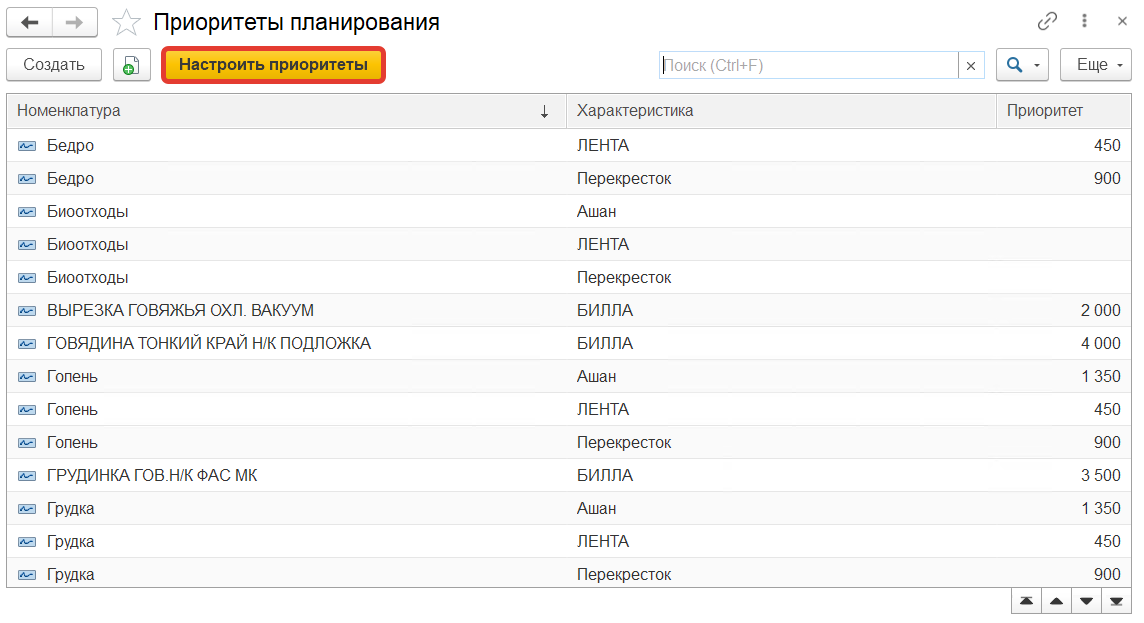 Приоритеты планирования
Создать Настроить приоритеты Поиск (Ctrl+F) Еще
Номенклатура Характеристика Приоритет
Бедро ЛЕНТА 450
Бедро Перекресток 900
Биоотходы Ашан
Биоотходы ЛЕНТА
Биоотходы Перекресток
ВЫРЕЗКА ГОВЯЖЬЯ ОХЛ. ВАКУУМ БИЛЛА 2 000
ГОВЯДИНА ТОНКИЙ КРАЙ Н/К ПОДЛОЖКА БИЛЛА 4 000
Голень Ашан 1 350
Голень ЛЕНТА 450
Голень Перекресток 900
ГРУДИНКА ГОВ.Н/К ФАС МК БИЛЛА 3 500
Грудка Ашан 1 350
Грудка ЛЕНТА 450
Грудка Перекресток 900